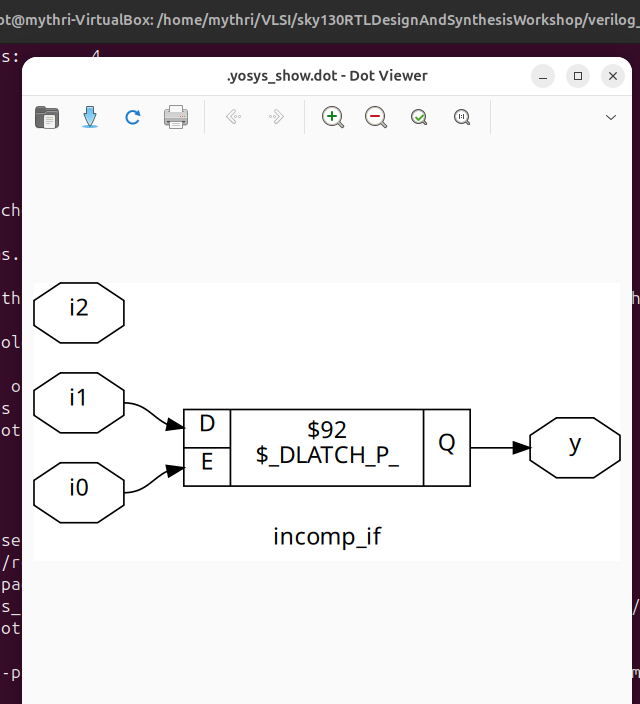 ot@mythri-VirtualBox: /home/mythri/VLSI/sky130RTLDesignAndSynthesisWorkshop/verilog_
s: 4
.yosys_show.dot - Dot Viewer
ch
s.
th
h
ol
o
s
ot
i2
i1
i0
D
E
$92
$_DLATCH_P_
Q
y
incomp_if
se
/r
pa
s_
/
ot
-p
m